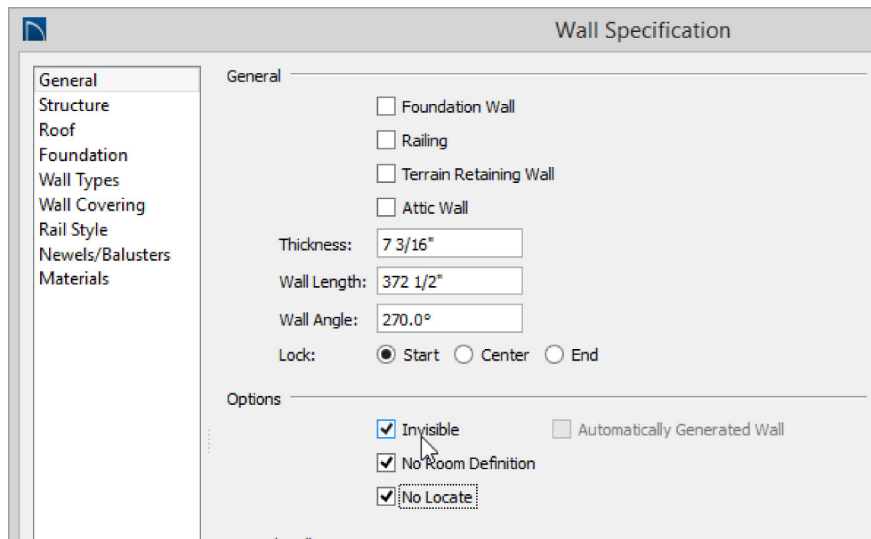 Wall Specification
General
Structure
Roof
Foundation
Wall Types
Wall Covering
Rail Style
Newels/Balusters
Materials
General
Foundation Wall
Railing
Terrain Retaining Wall
Attic Wall
Thickness: 7 3/16"
Wall Length: 372 1/2"
Wall Angle: 270.0°
Lock: Start Center End
Options
Invisible Automatically Generated Wall
No Room Definition
No Locate